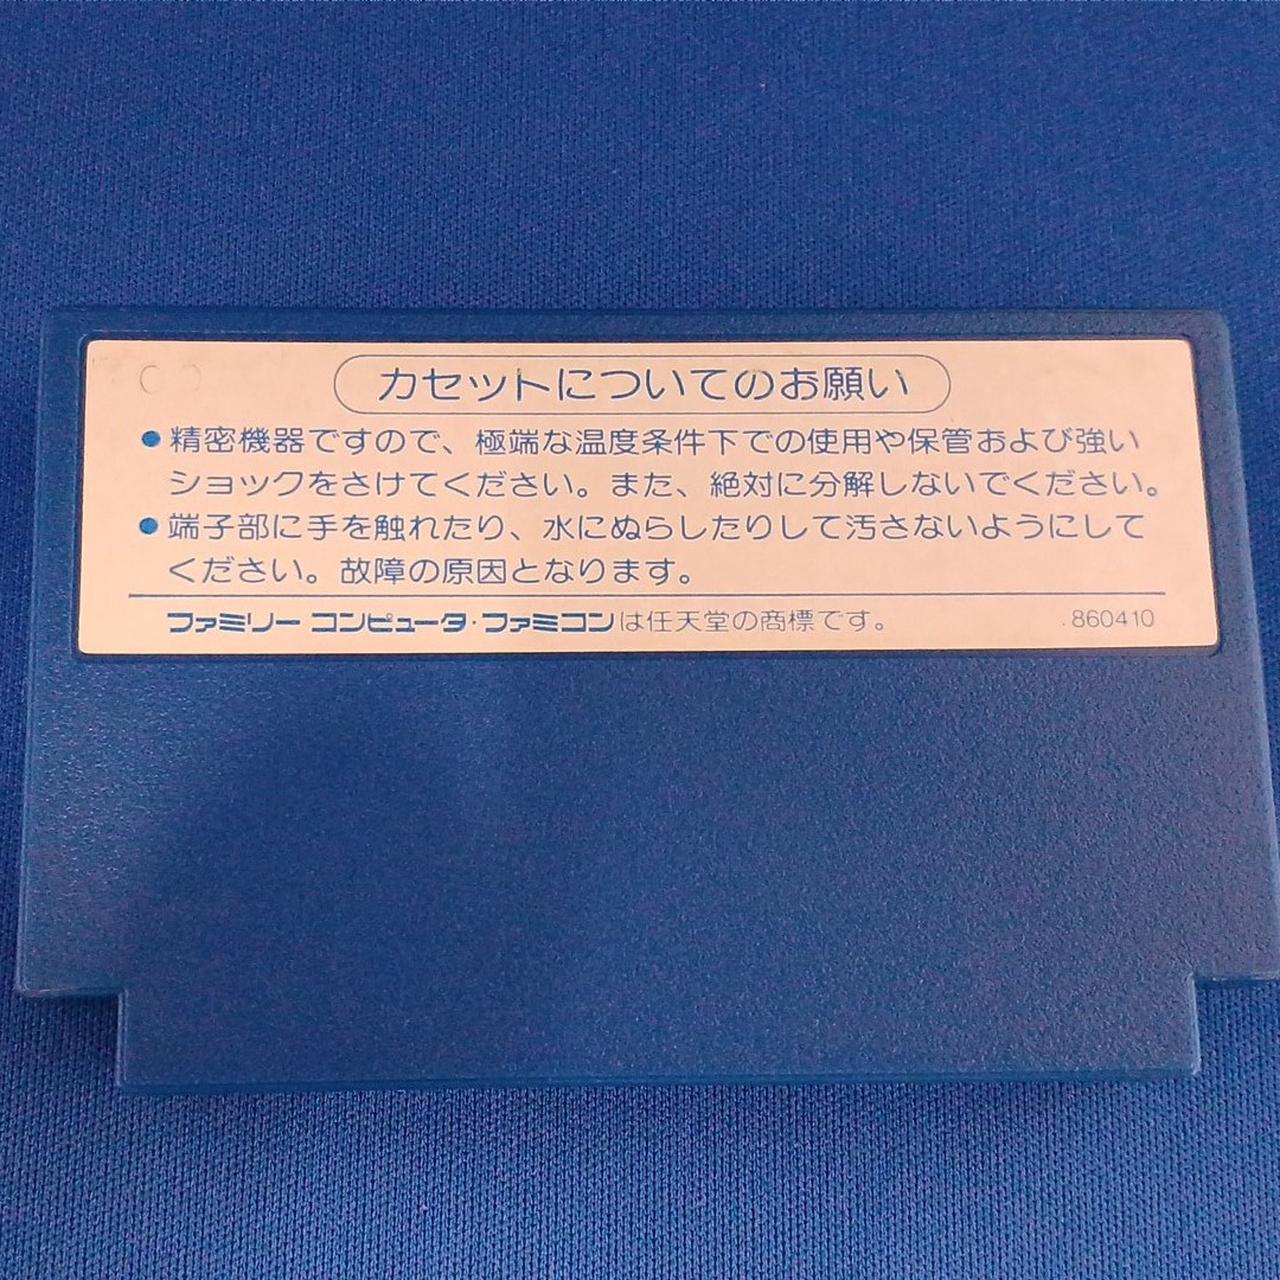 カセットについてのお願い
●精密機器ですので、極端な温度条件下での使用や保管および強い
ショックをさけてください。また、絶対に分解しないでください。
●端子部に手を触れたり、水にぬらしたりして汚さないようにして
ください。故障の原因となります。
ファミリー コンピュータ・ファミコンは任天堂の商標です。 860410